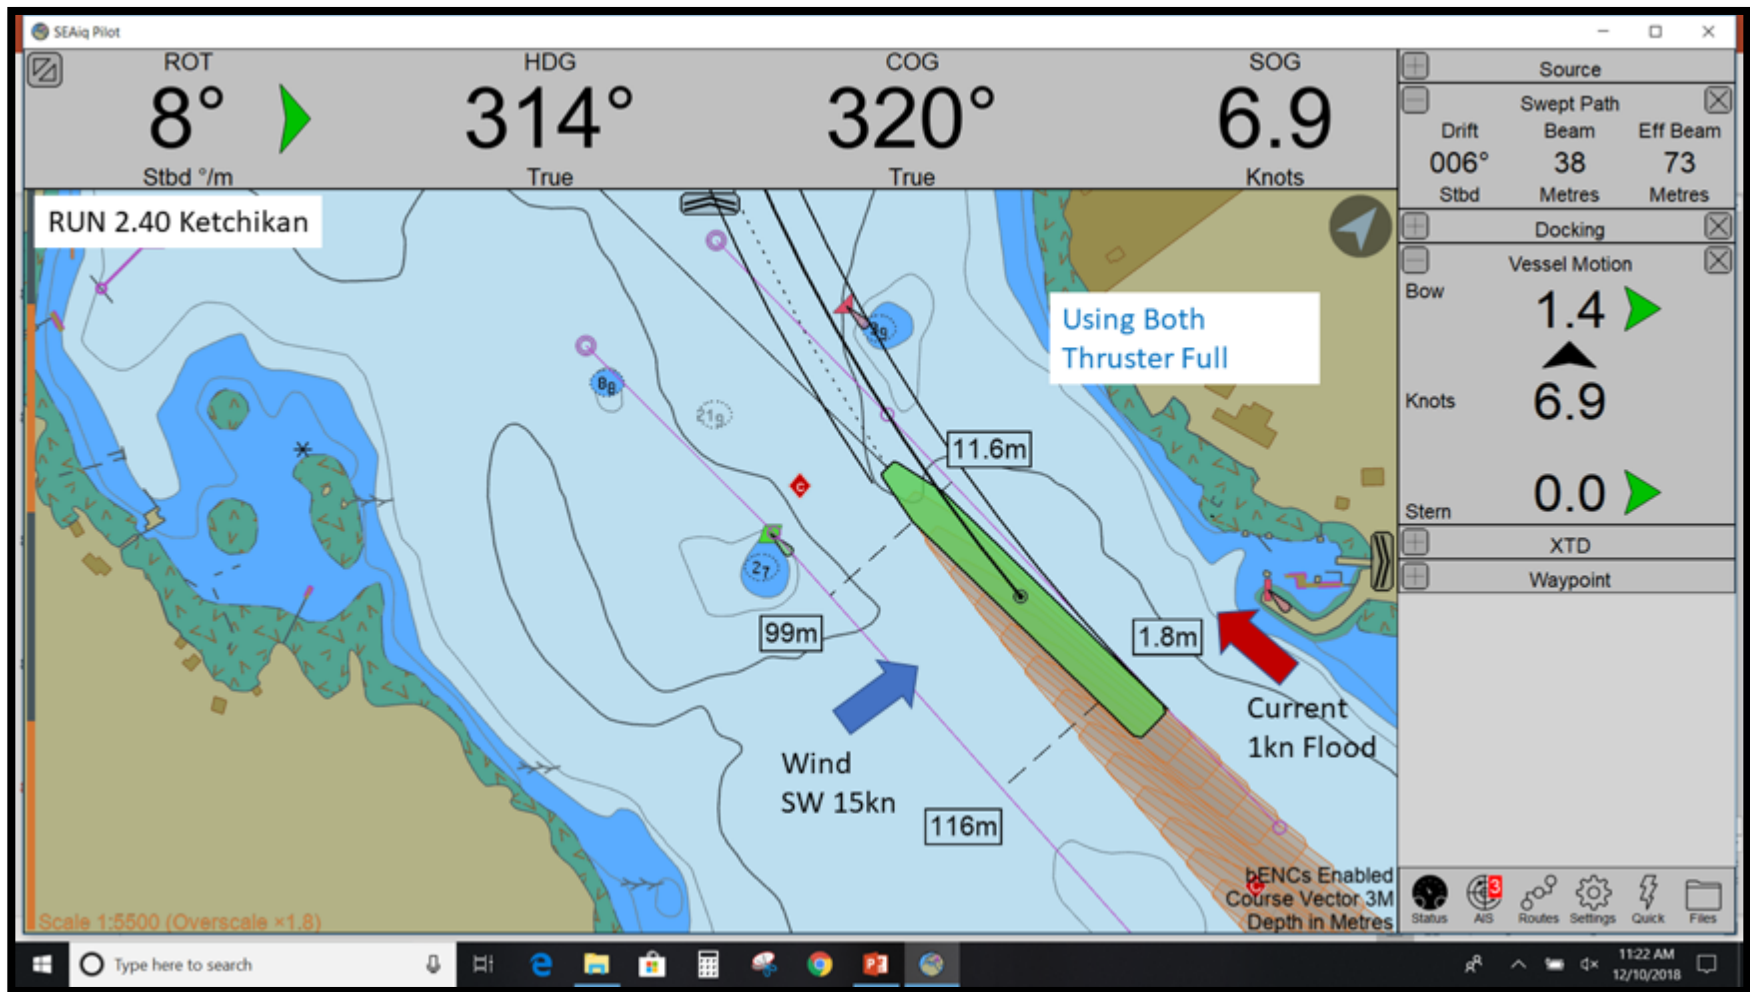 SEAiq Pilot
ROT
HDG
COG
SOG
8°
314°
320°
6.9
Stbd °/m
True
True
Knots
Source
Swept Path
Drift
Beam
Eff Beam
006°
38
73
Stbd
Metres
Metres
Docking
Vessel Motion
Bow
1.4
Knots
6.9
Stern
0.0
XTD
Waypoint
RUN 2.40 Ketchikan
Using Both
Thruster Full
11.6m
99m
1.8m
116m
8₈
21₉
2₇
C
Wind
SW 15kn
Current
1kn Flood
bENCs Enabled
Course Vector 3M
Depth in Metres
Scale 1:5500 (Overscale ×1.8)
3
Status
AIS
Routes
Settings
Quick
Files
Type here to search
11:22 AM
12/10/2018